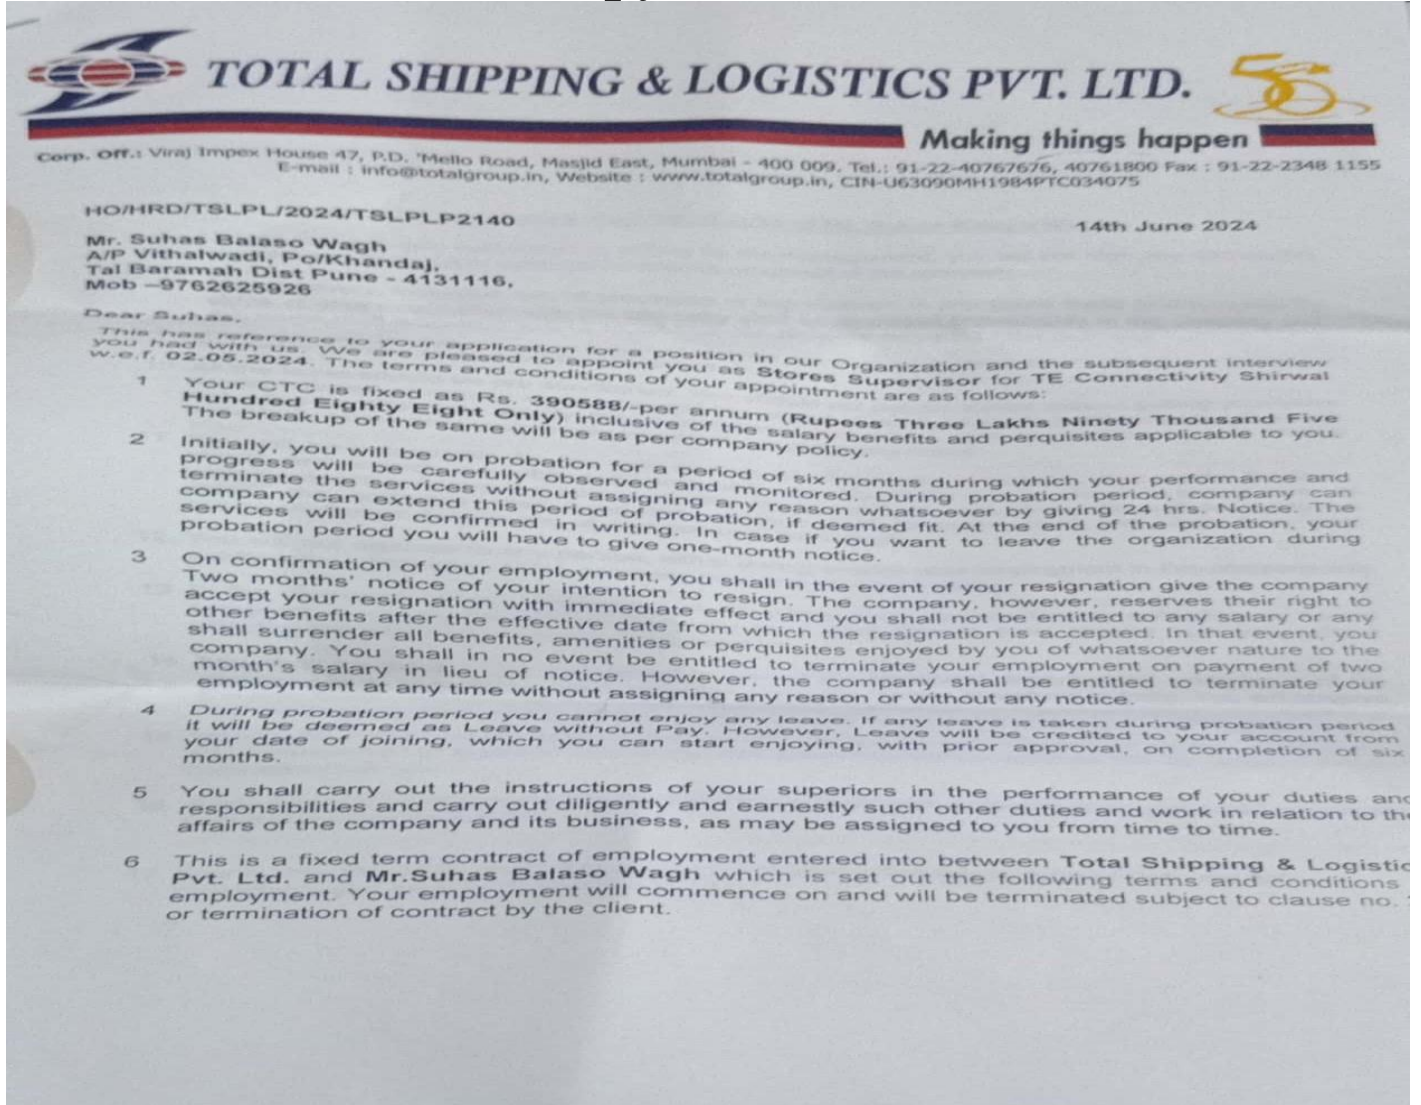 TOTAL SHIPPING & LOGISTICS PVT. LTD.
56
Making things happen
Corp. Off.: Viraj Impex House 47, P.D. 'Mello Road, Masjid East, Mumbai - 400 009. Tel.: 91-22-40767676, 40761800 Fax : 91-22-2348 1155
E-mail : info@totalgroup.in, Website : www.totalgroup.in, CIN-U63090MH1984PTC034075
HO/HRD/TSLPL/2024/TSLPLP2140
14th June 2024
Mr. Suhas Balaso Wagh
A/P Vithalwadi, Po/Khandaj,
Tal Baramah Dist Pune - 4131116,
Mob –9762625926
Dear Suhas,
This has reference to your application for a position in our Organization and the subsequent interview
you had with us. We are pleased to appoint you as Stores Supervisor for TE Connectivity Shirwal
w.e.f. 02.05.2024. The terms and conditions of your appointment are as follows:
1 Your CTC is fixed as Rs. 390588/-per annum (Rupees Three Lakhs Ninety Thousand Five
Hundred Eighty Eight Only) inclusive of the salary benefits and perquisites applicable to you.
The breakup of the same will be as per company policy.
2 Initially, you will be on probation for a period of six months during which your performance and
progress will be carefully observed and monitored. During probation period, company can
terminate the services without assigning any reason whatsoever by giving 24 hrs. Notice. The
company can extend this period of probation, if deemed fit. At the end of the probation, your
services will be confirmed in writing. In case if you want to leave the organization during
probation period you will have to give one-month notice.
3 On confirmation of your employment, you shall in the event of your resignation give the company
Two months' notice of your intention to resign. The company, however, reserves their right to
accept your resignation with immediate effect and you shall not be entitled to any salary or any
other benefits after the effective date from which the resignation is accepted. In that event, you
shall surrender all benefits, amenities or perquisites enjoyed by you of whatsoever nature to the
company. You shall in no event be entitled to terminate your employment on payment of two
month's salary in lieu of notice. However, the company shall be entitled to terminate your
employment at any time without assigning any reason or without any notice.
4 During probation period you cannot enjoy any leave. If any leave is taken during probation period
it will be deemed as Leave without Pay. However, Leave will be credited to your account from
your date of joining, which you can start enjoying, with prior approval, on completion of six
months.
5 You shall carry out the instructions of your superiors in the performance of your duties and
responsibilities and carry out diligently and earnestly such other duties and work in relation to the
affairs of the company and its business, as may be assigned to you from time to time.
6 This is a fixed term contract of employment entered into between Total Shipping & Logistic
Pvt. Ltd. and Mr.Suhas Balaso Wagh which is set out the following terms and conditions
employment. Your employment will commence on and will be terminated subject to clause no.
or termination of contract by the client.